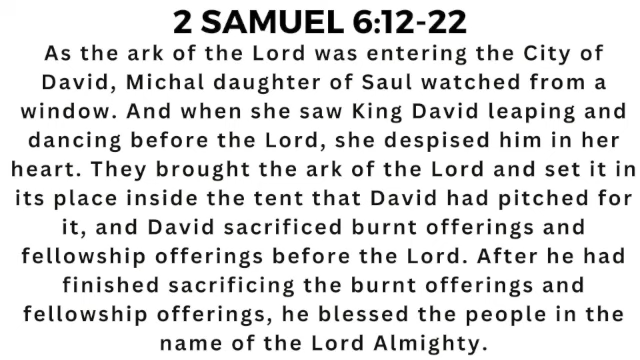 2 SAMUEL 6:12-22
As the ark of the Lord was entering the City of
David, Michal daughter of Saul watched from a
window. And when she saw King David leaping and
dancing before the Lord, she despised him in her
heart. They brought the ark of the Lord and set it in
its place inside the tent that David had pitched for
it, and David sacrificed burnt offerings and
fellowship offerings before the Lord. After he had
finished sacrificing the burnt offerings and
fellowship offerings, he blessed the people in the
name of the Lord Almighty.